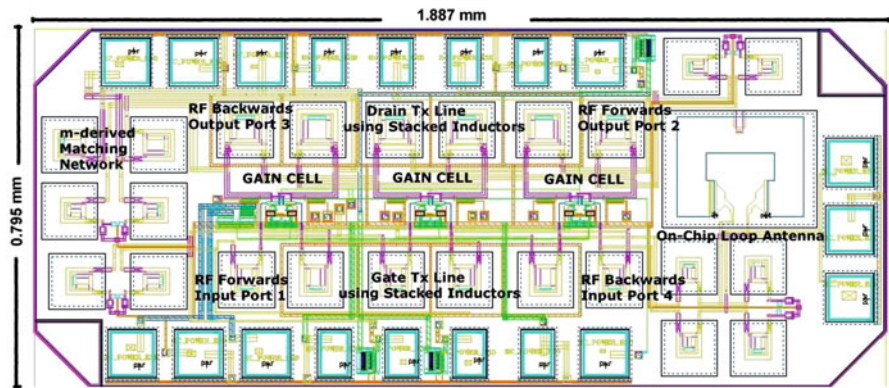 1.887 mm
0.795 mm
RF Backwards
Output Port 3
Drain Tx Line
using Stacked Inductors
RF Forwards
Output Port 2
m-derived
Matching
Network
GAIN CELL
GAIN CELL
GAIN CELL
On-Chip Loop Antenna
RF Forwards
Input Port 1
Gate Tx Line
using Stacked Inductors
RF Backwards
Input Port 4